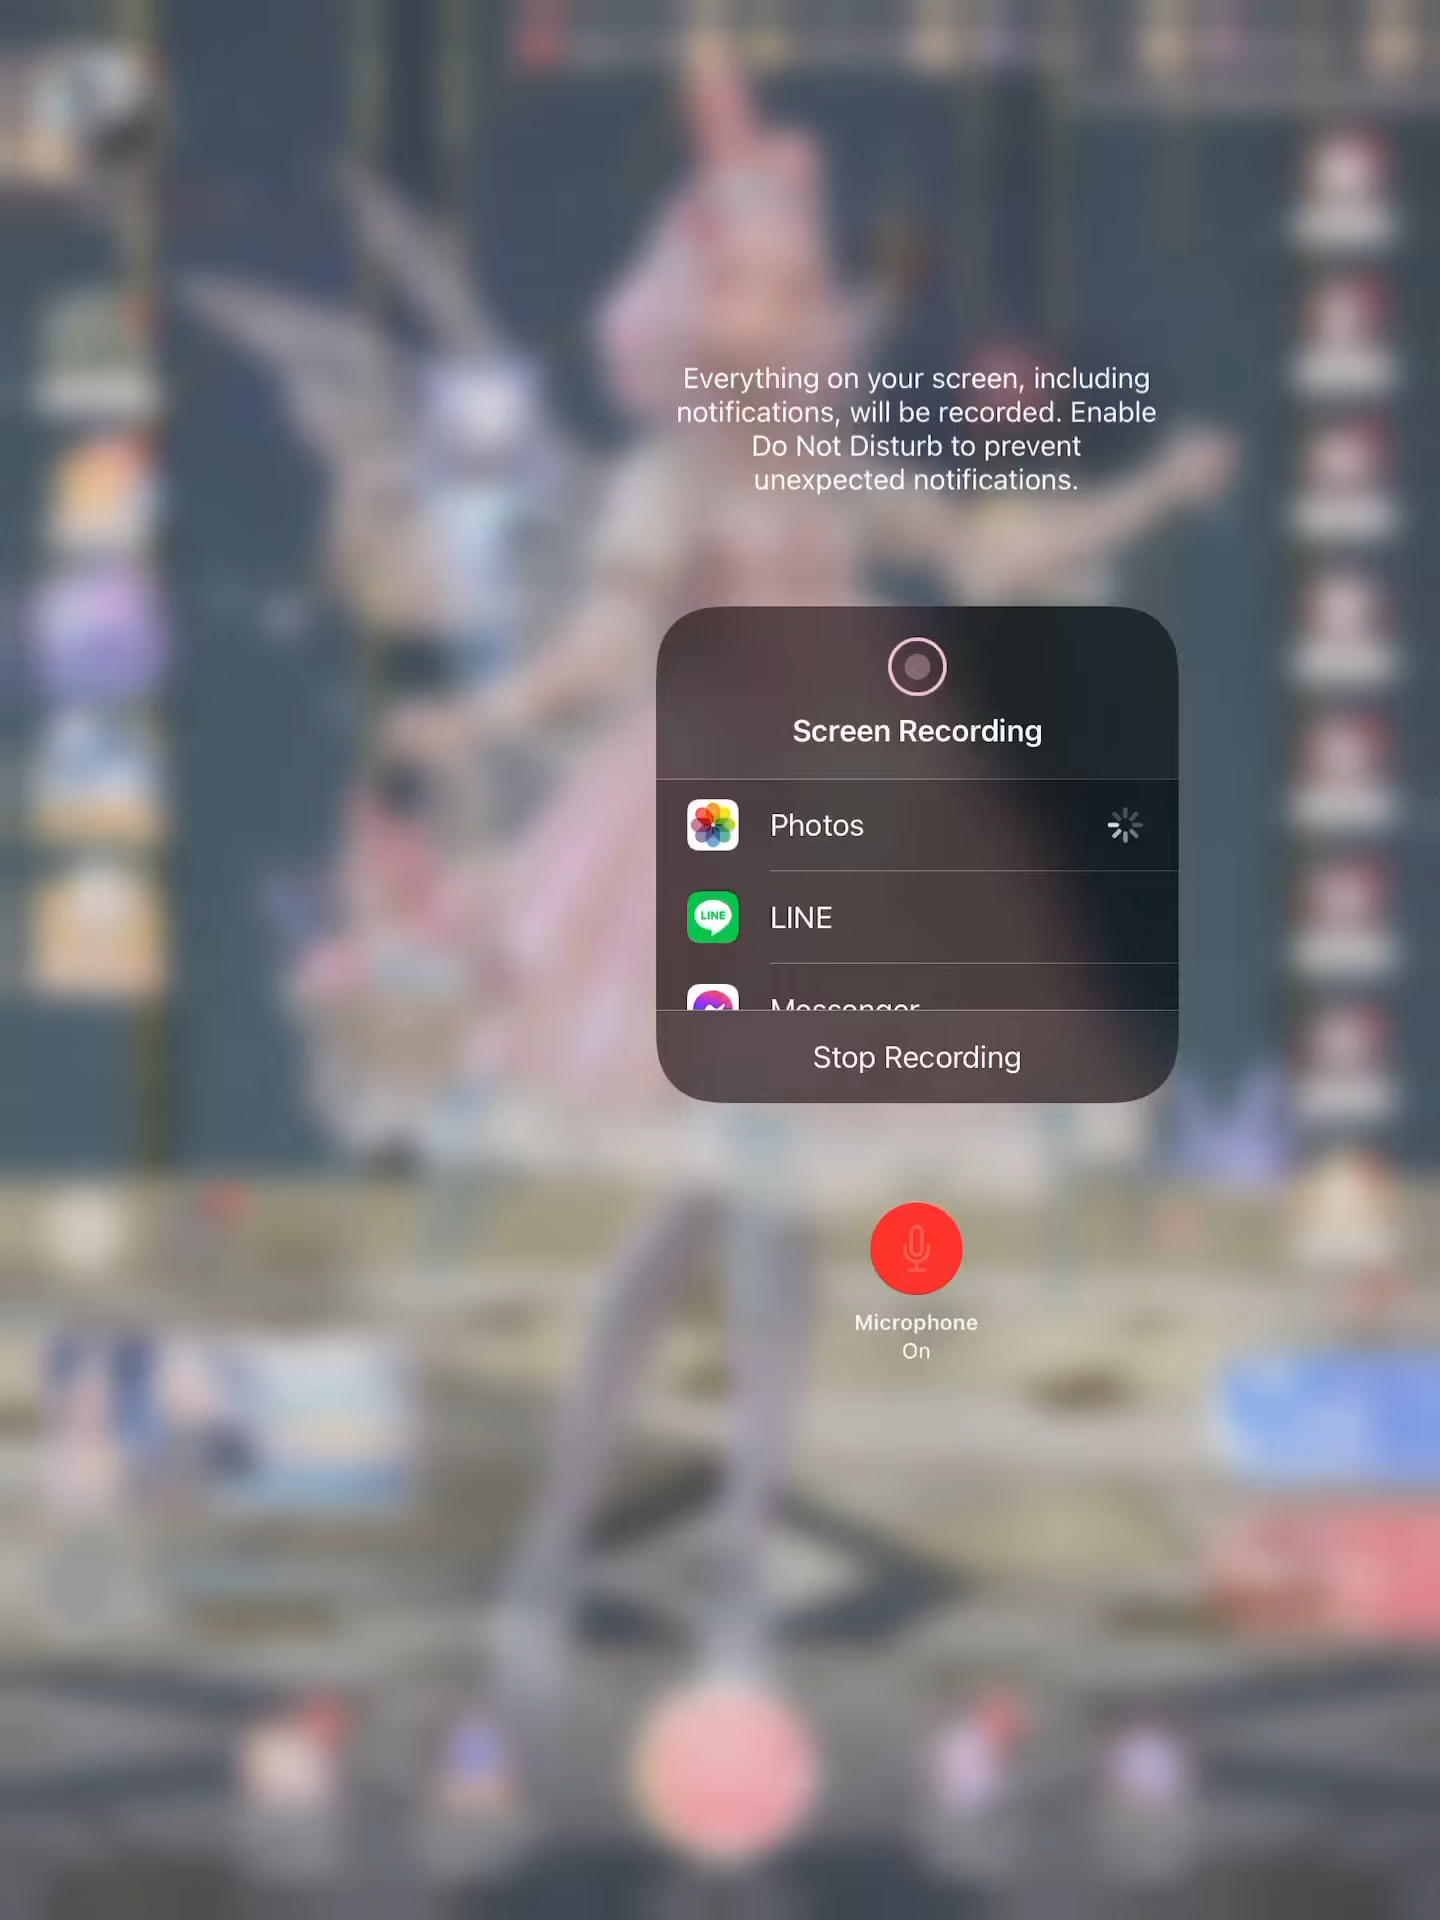 Everything on your screen, including
notifications, will be recorded. Enable
Do Not Disturb to prevent
unexpected notifications.
Screen Recording
Photos
LINE
LINE
Messenger
Stop Recording
Microphone
On